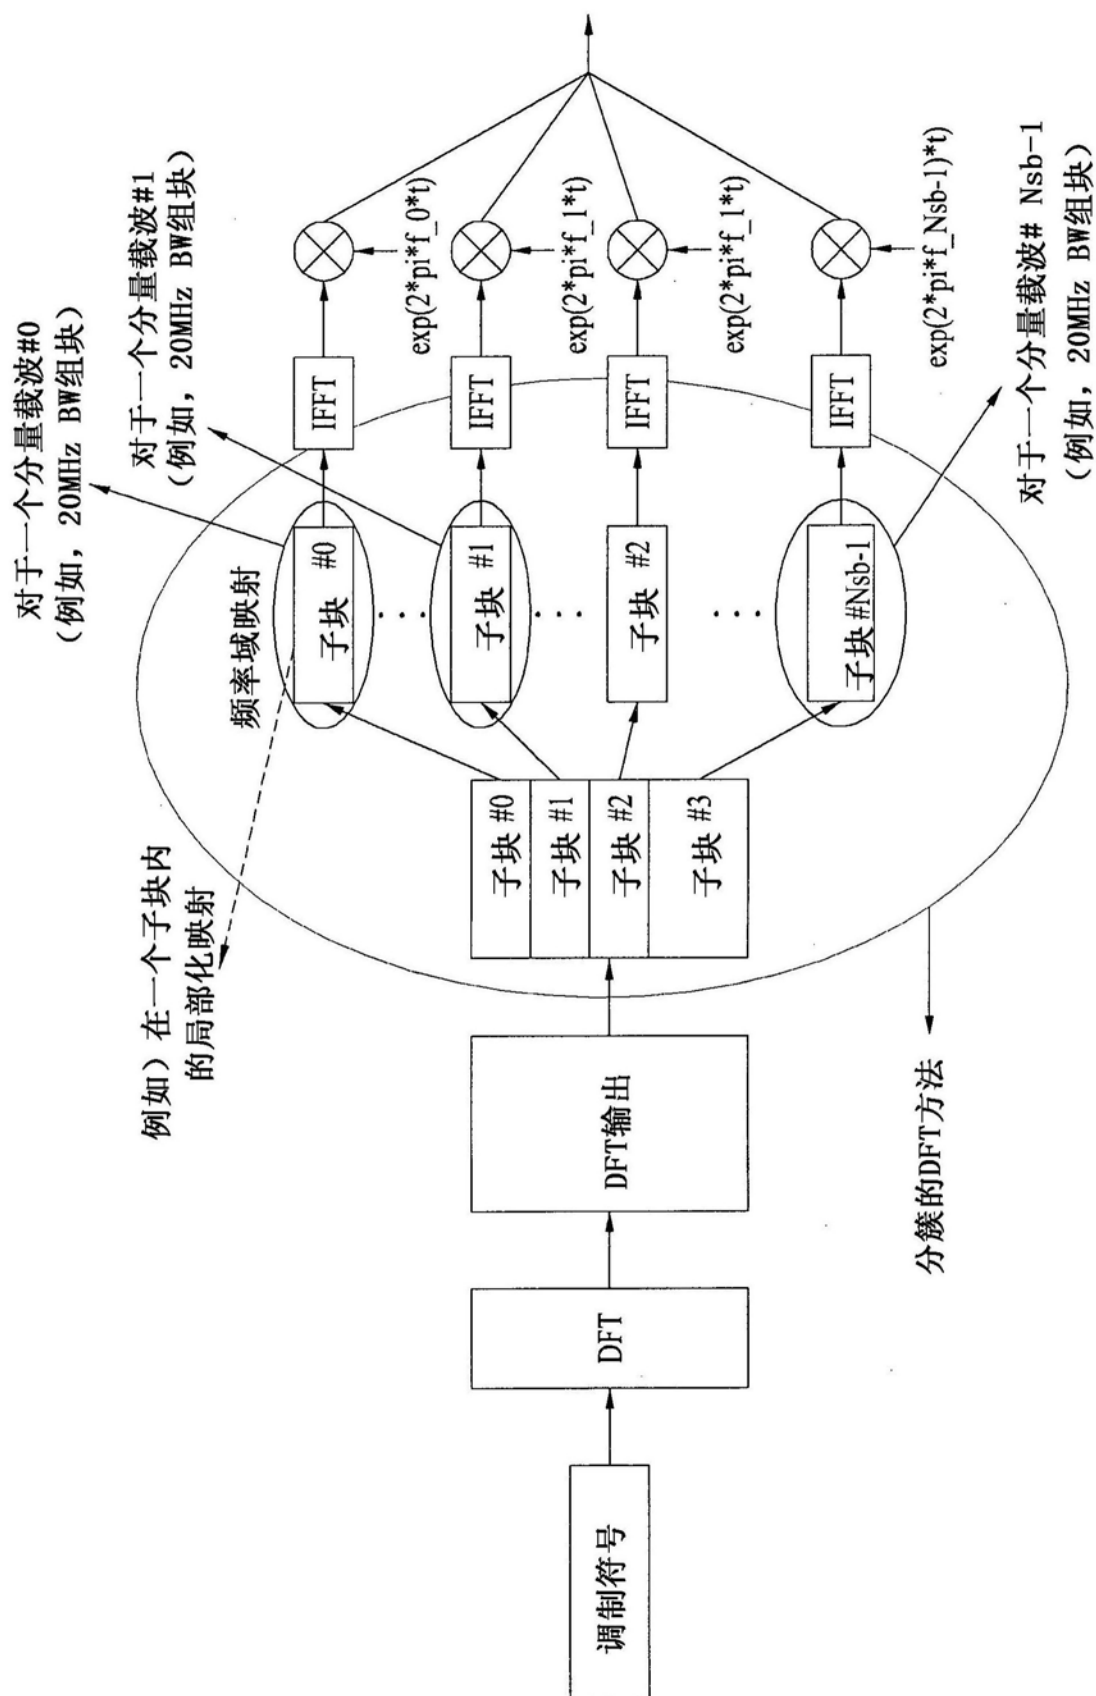 调制符号
DFT
DFT输出
例如）在一个子块内
的局部化映射
子块 #0
子块 #1
子块 #2
子块 #3
频率域映射
子块 #0
子块 #1
子块 #2
子块 #Nsb-1
...
...
...
对于一个分量载波#0
（例如，20MHz BW组块）
对于一个分量载波#1
（例如，20MHz BW组块）
IFFT
IFFT
IFFT
IFFT
exp(2*pi*f_0*t)
exp(2*pi*f_1*t)
exp(2*pi*f_1*t)
exp(2*pi*f_Nsb-1)*t)
对于一个分量载波# Nsb-1
（例如，20MHz BW组块）
分簇的DFT方法